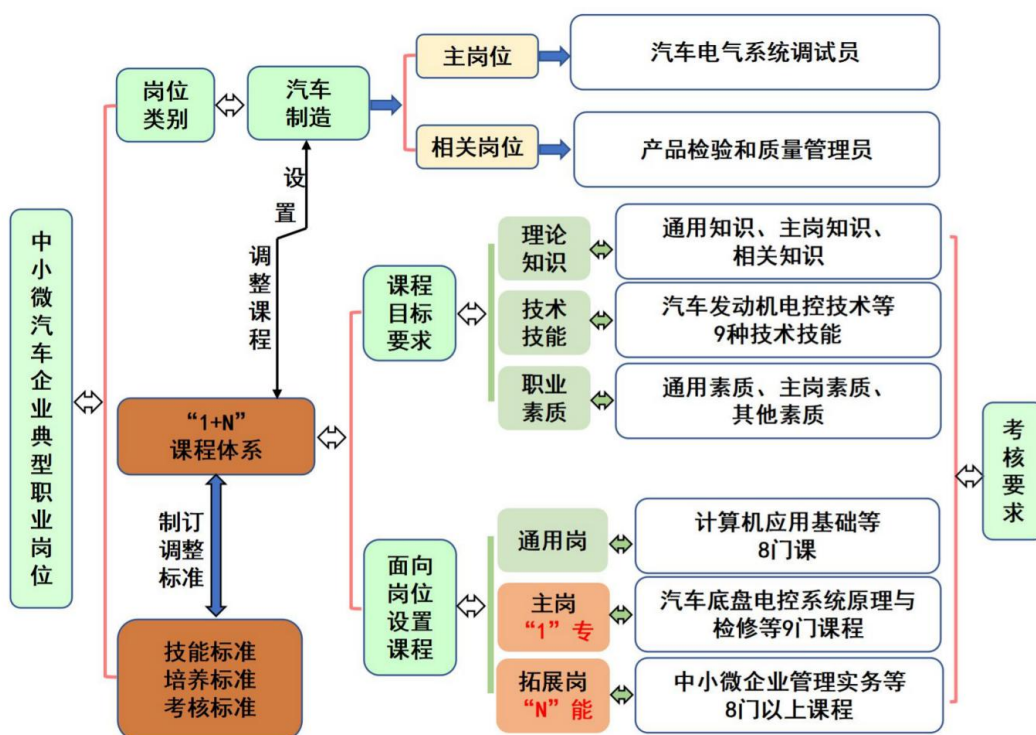 中小微汽车企业典型职业岗位
岗位
类别
汽车
制造
主岗位
汽车电气系统调试员
相关岗位
产品检验和质量管理员
设置
调整课程
“1+N”
课程体系
制订
调整
标准
技能标准
培养标准
考核标准
课程
目标
要求
理论
知识
通用知识、主岗知识、
相关知识
技术
技能
汽车发动机电控技术等
9种技术技能
职业
素质
通用素质、主岗素质、
其他素质
面向
岗位
设置
课程
通用岗
计算机应用基础等
8门课
主岗
“1”专
汽车底盘电控系统原理与
检修等9门课程
拓展岗
“N”能
中小微企业管理实务等
8门以上课程
考核要求